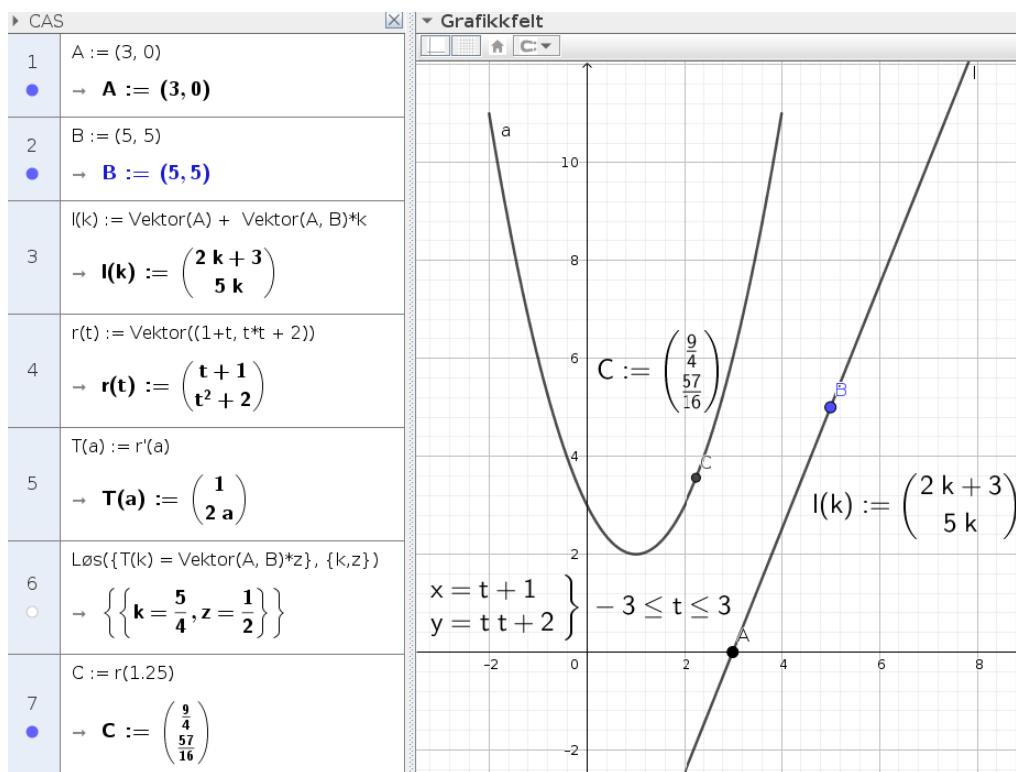 CAS
1
A := (3, 0)
→ A := (3, 0)
2
B := (5, 5)
→ B := (5, 5)
3
l(k) := Vektor(A) + Vektor(A, B)*k
→ l(k) := (2 k + 3
5 k)
4
r(t) := Vektor((1+t, t*t + 2))
→ r(t) := (t + 1
t² + 2)
5
T(a) := r'(a)
→ T(a) := (1
2 a)
6
Løs({T(k) = Vektor(A, B)*z}, {k,z})
→ {{k = 5/4, z = 1/2}}
7
C := r(1.25)
→ C := (9/4
57/16)
Grafikkfelt
C:
l
a
10
8
6
C := (9/4
57/16)
B
4
C
l(k) := (2 k + 3
5 k)
2
x = t + 1
y = t t + 2
} − 3 ≤ t ≤ 3
A
−2
0
2
4
6
8
−2